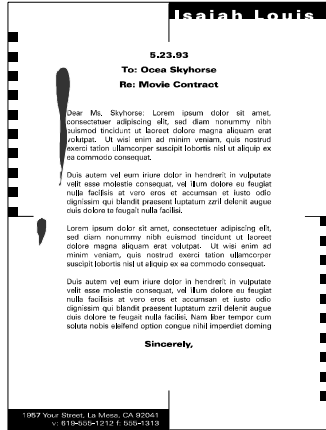 Isaiah Louis
5.23.93
To: Ocea Skyhorse
Re: Movie Contract
Dear Ms. Skyhorse: Lorem ipsum dolor sit amet,
consectetuer adipiscing elit, sed diam nonummy nibh
euismod tincidunt ut laoreet dolore magna aliquam erat
volutpat. Ut wisi enim ad minim veniam, quis nostrud
exerci tation ullamcorper suscipit lobortis nisl ut aliquip ex
ea commodo consequat.
Duis autem vel eum iriure dolor in hendrerit in vulputate
velit esse molestie consequat, vel illum dolore eu feugiat
nulla facilisis at vero eros et accumsan et iusto odio
dignissim qui blandit praesent luptatum zzril delenit augue
duis dolore te feugait nulla facilisi.
Lorem ipsum dolor sit amet, consectetuer adipiscing elit,
sed diam nonummy nibh euismod tincidunt ut laoreet
dolore magna aliquam erat volutpat. Ut wisi enim ad
minim veniam, quis nostrud exerci tation ullamcorper
suscipit lobortis nisl ut aliquip ex ea commodo consequat.
Duis autem vel eum iriure dolor in hendrerit in vulputate
velit esse molestie consequat, vel illum dolore eu feugiat
nulla facilisis at vero eros et accumsan et iusto odio
dignissim qui blandit praesent luptatum zzril delenit augue
duis dolore te feugait nulla facilisi. Nam liber tempor cum
soluta nobis eleifend option congue nihil imperdiet doming
Sincerely,
1957 Your Street, La Mesa, CA 92041
v: 619-555-1212 f: 555-1313